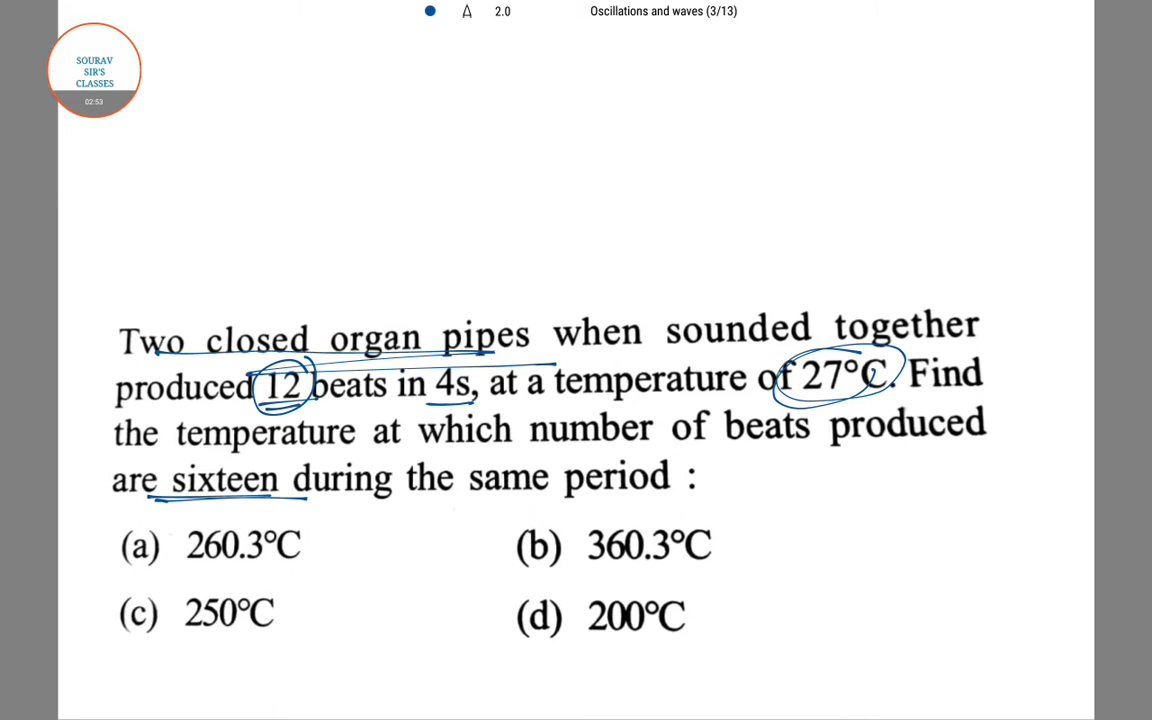 2.0 Oscillations and waves (3/13)
SOURAV
SIR'S
CLASSES
02:53
Two closed organ pipes when sounded together
produced 12 beats in 4s, at a temperature of 27°C. Find
the temperature at which number of beats produced
are sixteen during the same period :
(a) 260.3°C (b) 360.3°C
(c) 250°C (d) 200°C